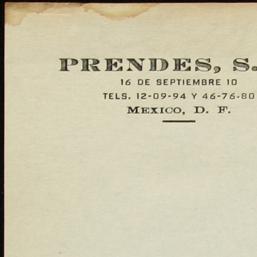 PRENDES, S.
16 DE SEPTIEMBRE 10
TELS. 12-09-94 Y 46-76-80
MEXICO, D. F.